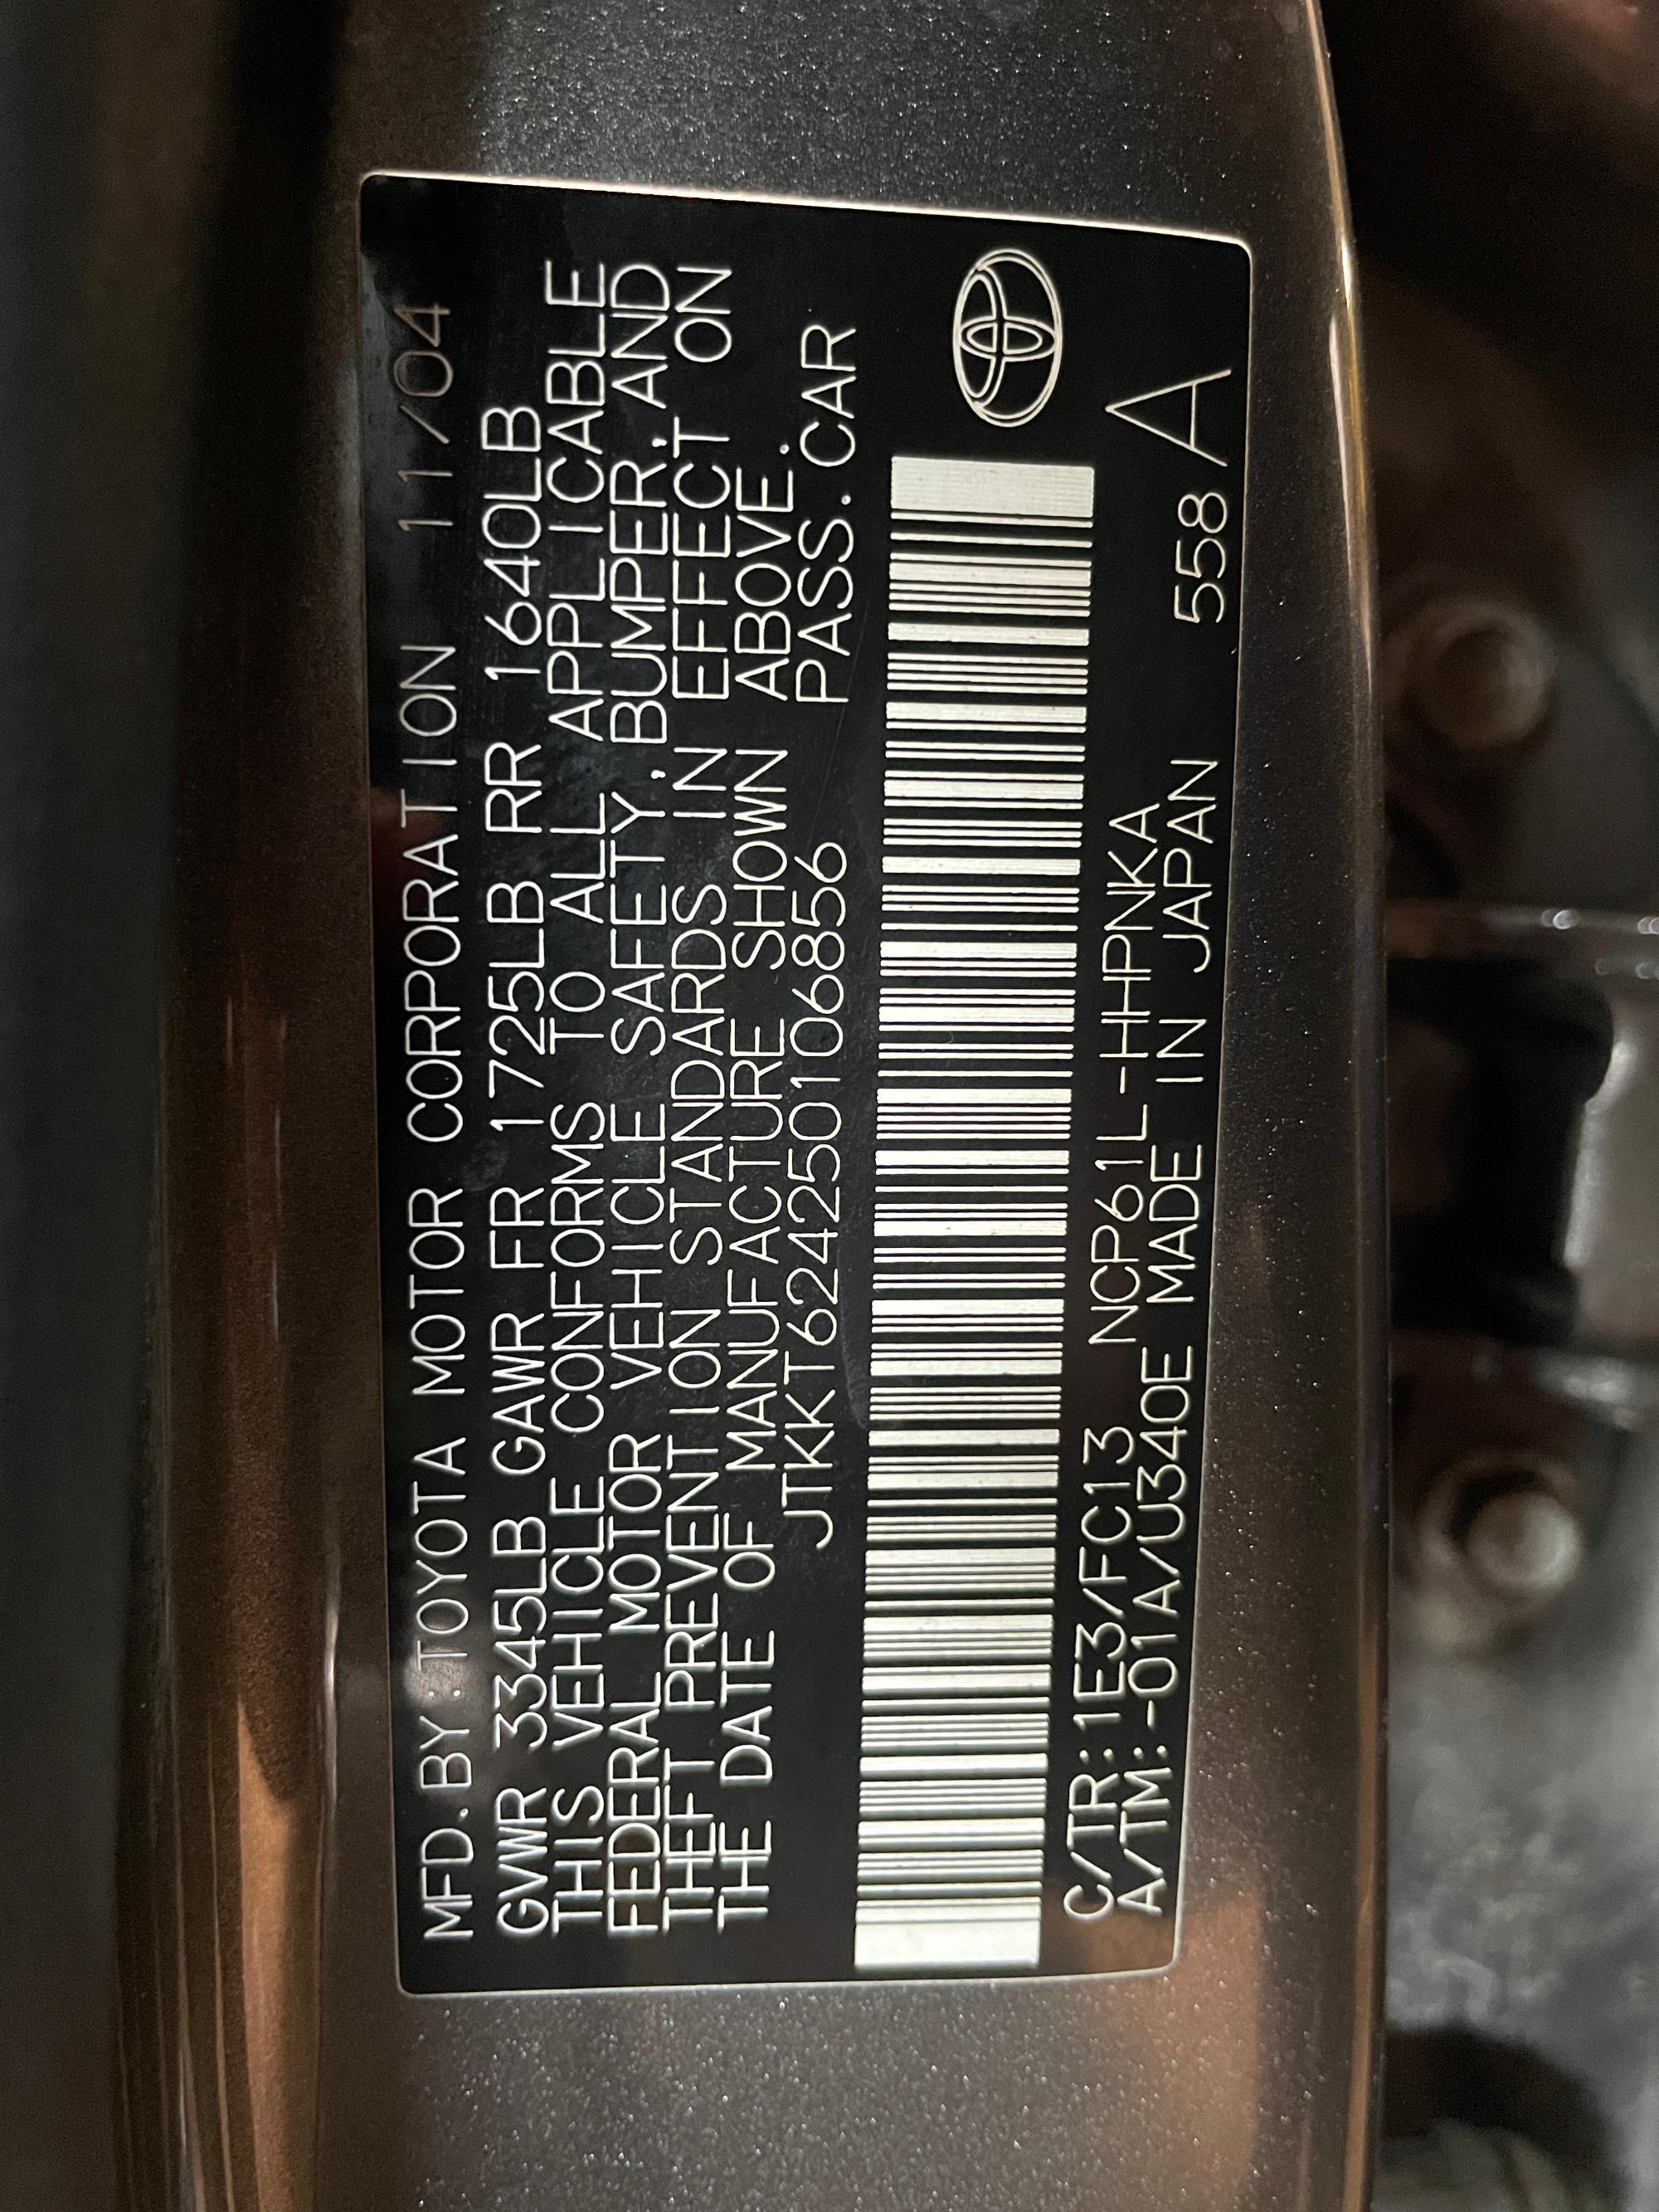 MFD.BY:TOYOTA MOTOR CORPORATION 11/04
GVWR 3345LB GAWR FR 1725LB RR 1640LB
THIS VEHICLE CONFORMS TO ALL APPLICABLE
FEDERAL MOTOR VEHICLE SAFETY, BUMPER, AND
THEFT PREVENTION STANDARDS IN EFFECT ON
THE DATE OF MANUFACTURE SHOWN ABOVE.
JTKKT624250106856 PASS.CAR
C/TR:1E3/FC13 NCP61L-HHPNKA
A/TM:-01A/U340E MADE IN JAPAN 558 A